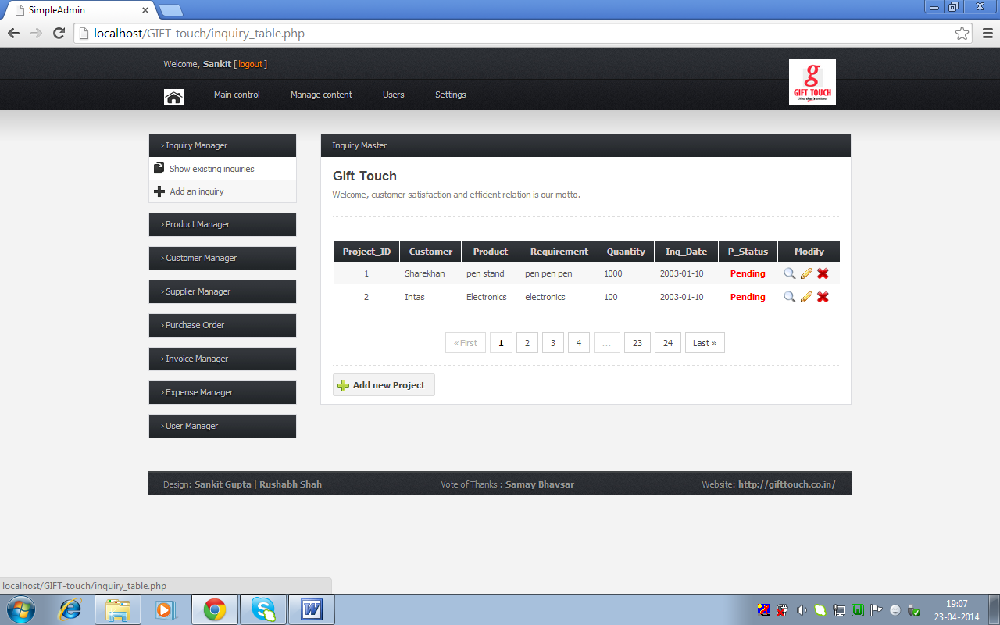 SimpleAdmin
localhost/GIFT-touch/inquiry_table.php
Welcome, Sankit [ logout ]
g
GIFT TOUCH
Now that's an idea
Main control Manage content Users Settings
› Inquiry Manager
Show existing inquiries
Add an inquiry
› Product Manager
› Customer Manager
› Supplier Manager
› Purchase Order
› Invoice Manager
› Expense Manager
› User Manager
Inquiry Master
Gift Touch
Welcome, customer satisfaction and efficient relation is our motto.
Project_ID Customer Product Requirement Quantity Inq_Date P_Status Modify
1 Sharekhan pen stand pen pen pen 1000 2003-01-10 Pending
2 Intas Electronics electronics 100 2003-01-10 Pending
« First 1 2 3 4 ... 23 24 Last »
Add new Project
Design: Sankit Gupta | Rushabh Shah Vote of Thanks : Samay Bhavsar Website: http://gifttouch.co.in/
localhost/GIFT-touch/inquiry_table.php
19:07
23-04-2014